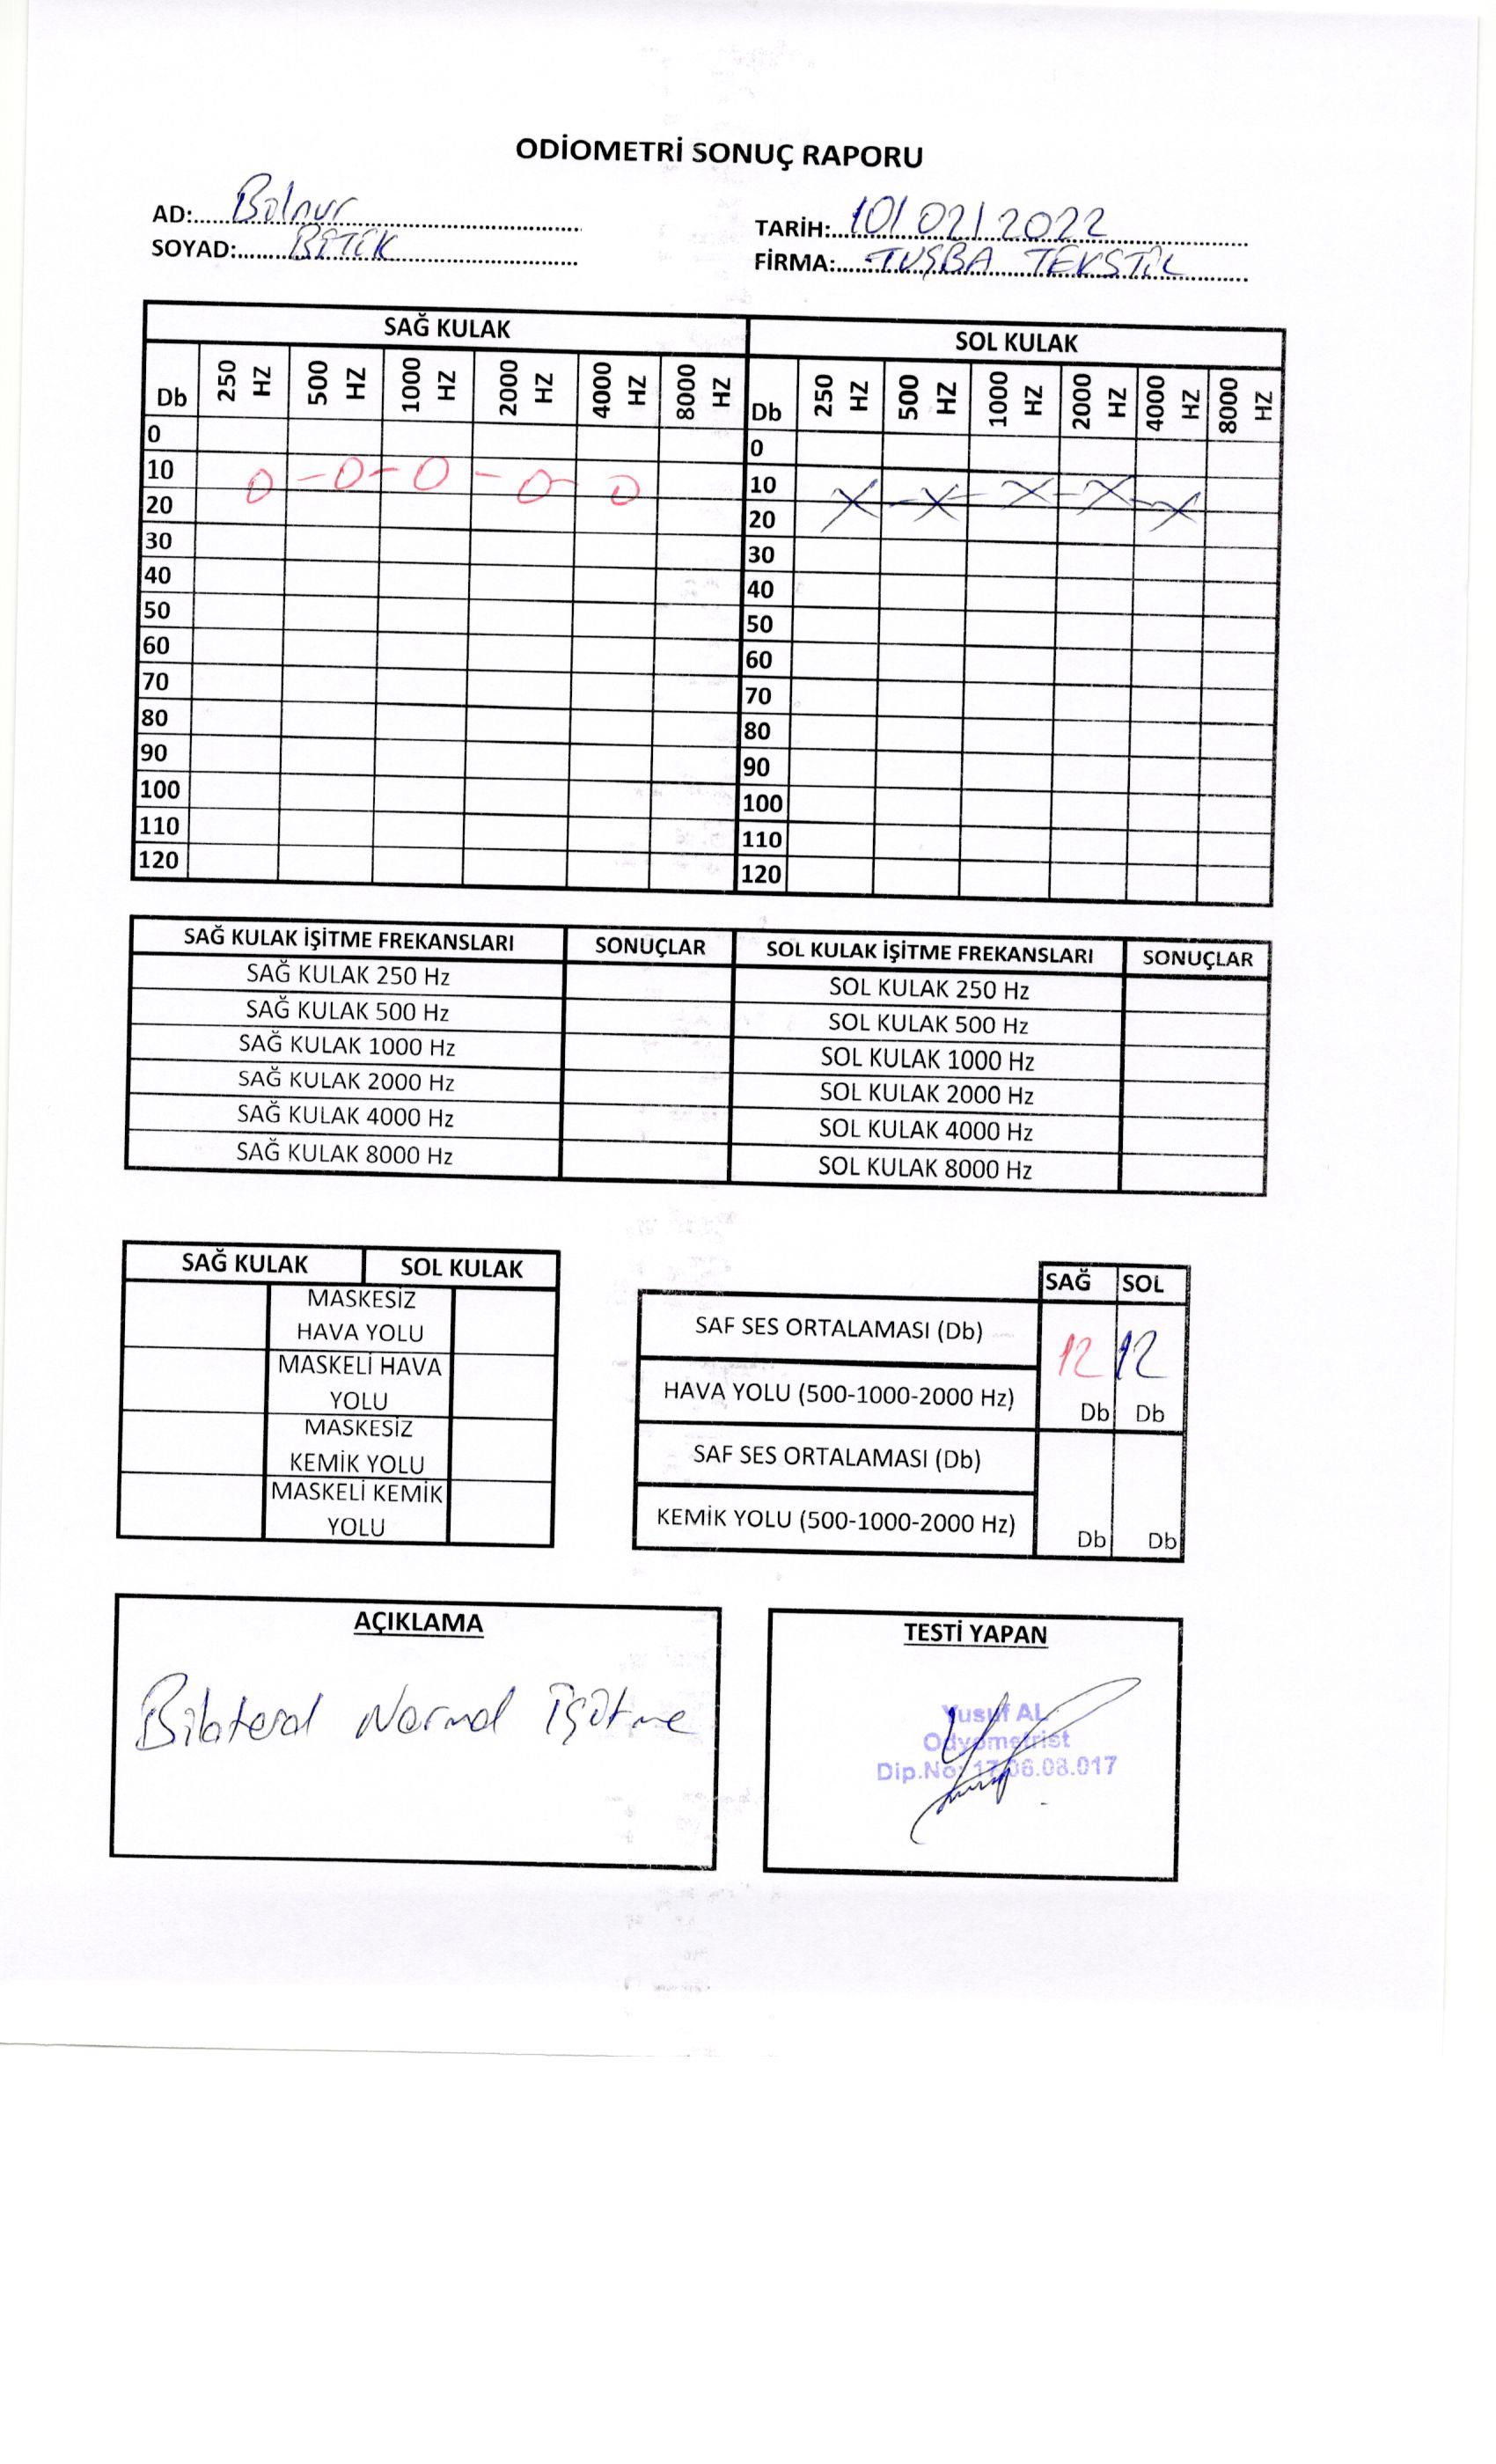 ODİOMETRİ SONUÇ RAPORU
AD: Balnur
SOYAD: BİTİK
TARİH: 10/02/2022
FİRMA: TUŞBA TEKSTİL
SAĞ KULAK SOL KULAK
Db 250 HZ 500 HZ 1000 HZ 2000 HZ 4000 HZ 8000 HZ Db 250 HZ 500 HZ 1000 HZ 2000 HZ 4000 HZ 8000 HZ
0 0
10 0-0-0-0-0 10 X-X-X-X-X
20 20
30 30
40 40
50 50
60 60
70 70
80 80
90 90
100 100
110 110
120 120
SAĞ KULAK İŞİTME FREKANSLARI SONUÇLAR SOL KULAK İŞİTME FREKANSLARI SONUÇLAR
SAĞ KULAK 250 Hz SOL KULAK 250 Hz
SAĞ KULAK 500 Hz SOL KULAK 500 Hz
SAĞ KULAK 1000 Hz SOL KULAK 1000 Hz
SAĞ KULAK 2000 Hz SOL KULAK 2000 Hz
SAĞ KULAK 4000 Hz SOL KULAK 4000 Hz
SAĞ KULAK 8000 Hz SOL KULAK 8000 Hz
SAĞ KULAK SOL KULAK
MASKESİZ
HAVA YOLU
MASKELİ HAVA
YOLU
MASKESİZ
KEMİK YOLU
MASKELİ KEMİK
YOLU
SAĞ SOL
SAF SES ORTALAMASI (Db) 12 12
HAVA YOLU (500-1000-2000 Hz) Db Db
SAF SES ORTALAMASI (Db)
KEMİK YOLU (500-1000-2000 Hz) Db Db
AÇIKLAMA
Bilateral Normal İşitme
TESTİ YAPAN
Yusuf AL
Odyometrist
Dip.No: 17.06.08.017